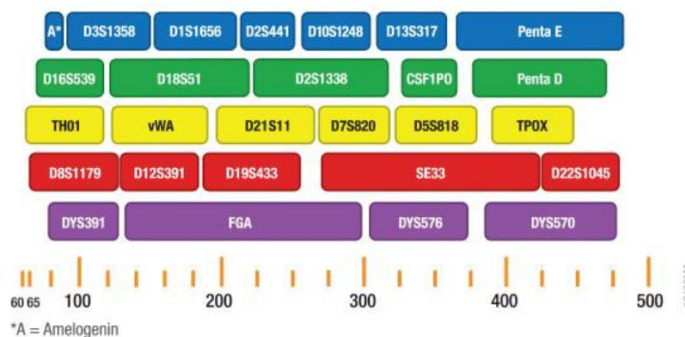 A* D3S1358 D1S1656 D2S441 D10S1248 D13S317 Penta E
D16S539 D18S51 D2S1338 CSF1PO Penta D
TH01 vWA D21S11 D7S820 D5S818 TPOX
D8S1179 D12S391 D19S433 SE33 D22S1045
DYS391 FGA DYS576 DYS570
60 65 100 200 300 400 500
*A = Amelogenin